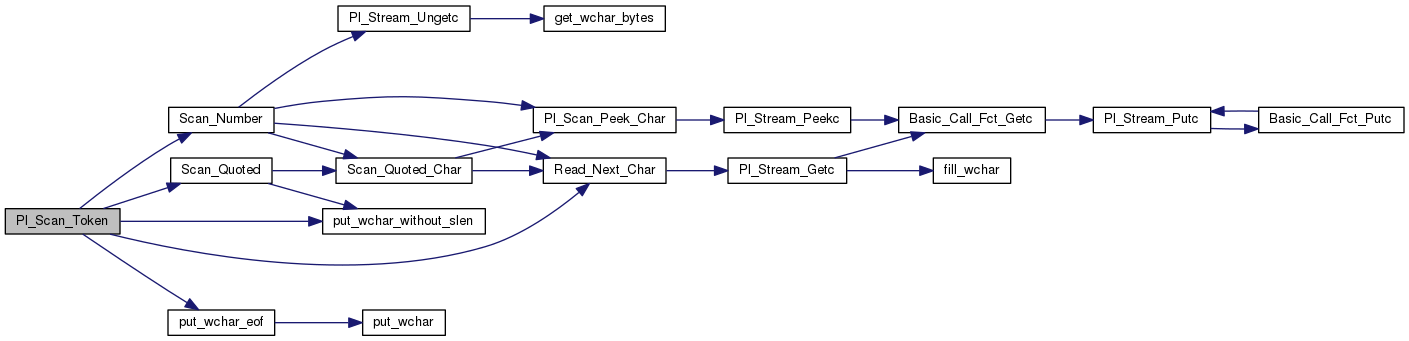 Pl_Stream_Ungetc
get_wchar_bytes
Scan_Number
Pl_Scan_Peek_Char
Pl_Stream_Peekc
Basic_Call_Fct_Getc
Pl_Stream_Putc
Basic_Call_Fct_Putc
Scan_Quoted
Scan_Quoted_Char
Read_Next_Char
Pl_Stream_Getc
fill_wchar
Pl_Scan_Token
put_wchar_without_slen
put_wchar_eof
put_wchar